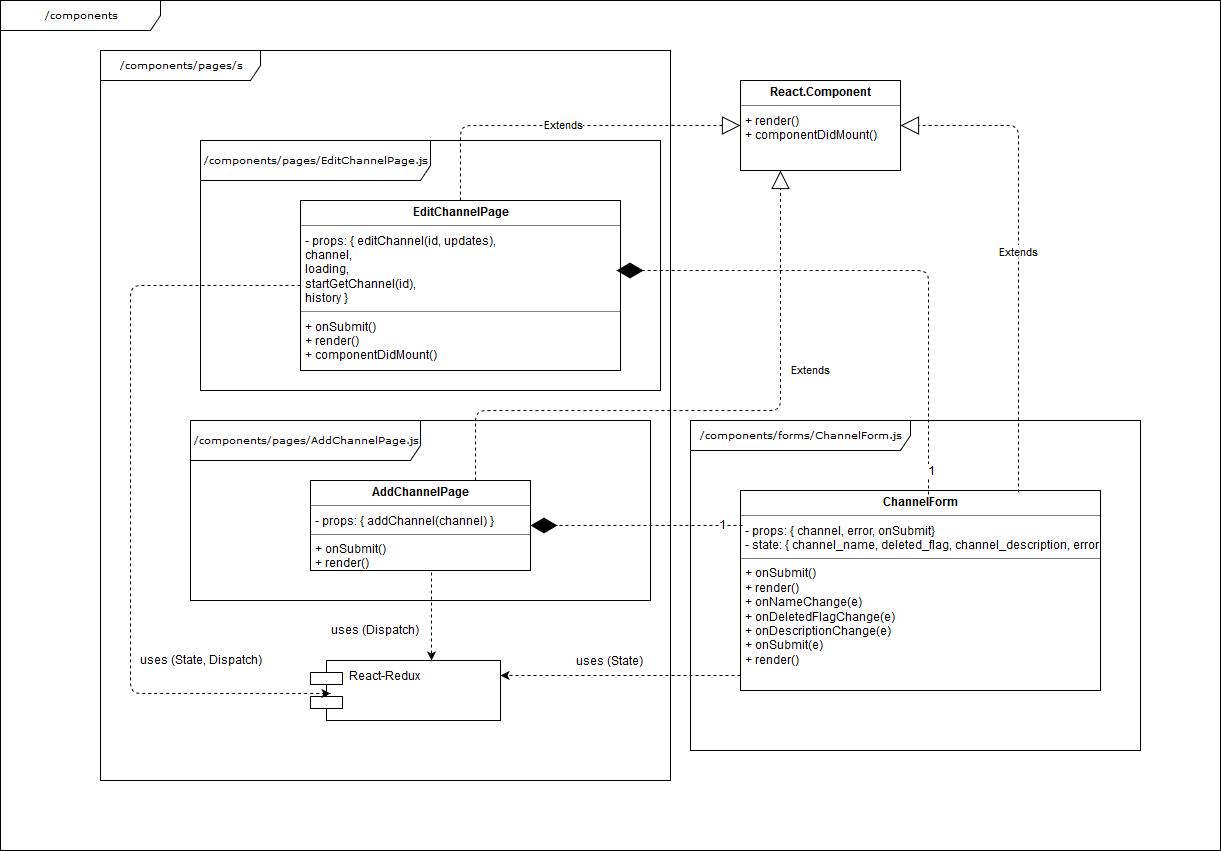 /components
/components/pages/s
React.Component
+ render()
+ componentDidMount()
Extends
/components/pages/EditChannelPage.js
EditChannelPage
- props: { editChannel(id, updates),
channel,
loading,
startGetChannel(id),
history }
+ onSubmit()
+ render()
+ componentDidMount()
Extends
Extends
/components/pages/AddChannelPage.js
AddChannelPage
- props: { addChannel(channel) }
+ onSubmit()
+ render()
/components/forms/ChannelForm.js
1
1
ChannelForm
- props: { channel, error, onSubmit}
- state: { channel_name, deleted_flag, channel_description, error
+ onSubmit()
+ render()
+ onNameChange(e)
+ onDeletedFlagChange(e)
+ onDescriptionChange(e)
+ onSubmit(e)
+ render()
uses (Dispatch)
uses (State, Dispatch)
uses (State)
React-Redux